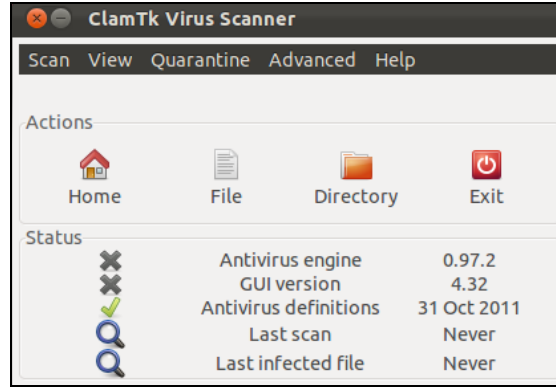 ClamTk Virus Scanner
Scan View Quarantine Advanced Help
Actions
Home File Directory Exit
Status
Antivirus engine 0.97.2
GUI version 4.32
Antivirus definitions 31 Oct 2011
Last scan Never
Last infected file Never